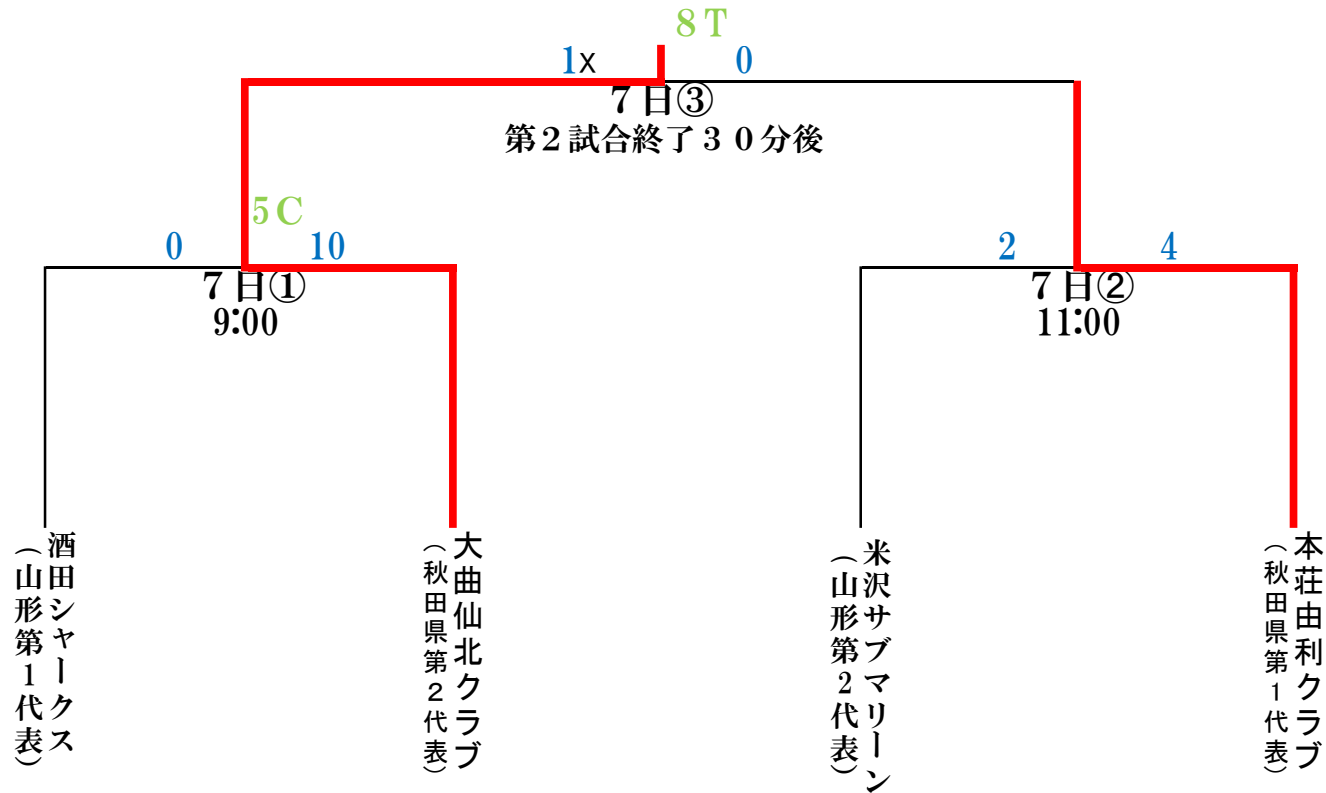 ８Ｔ
1x
0
７日③
第２試合終了３０分後
５Ｃ
0
10
７日①
9:00
2
4
７日②
11:00
酒田シャークス
（山形第１代表）
大曲仙北クラブ
（秋田県第２代表）
米沢サブマリーン
（山形第２代表）
本荘由利クラブ
（秋田県第１代表）